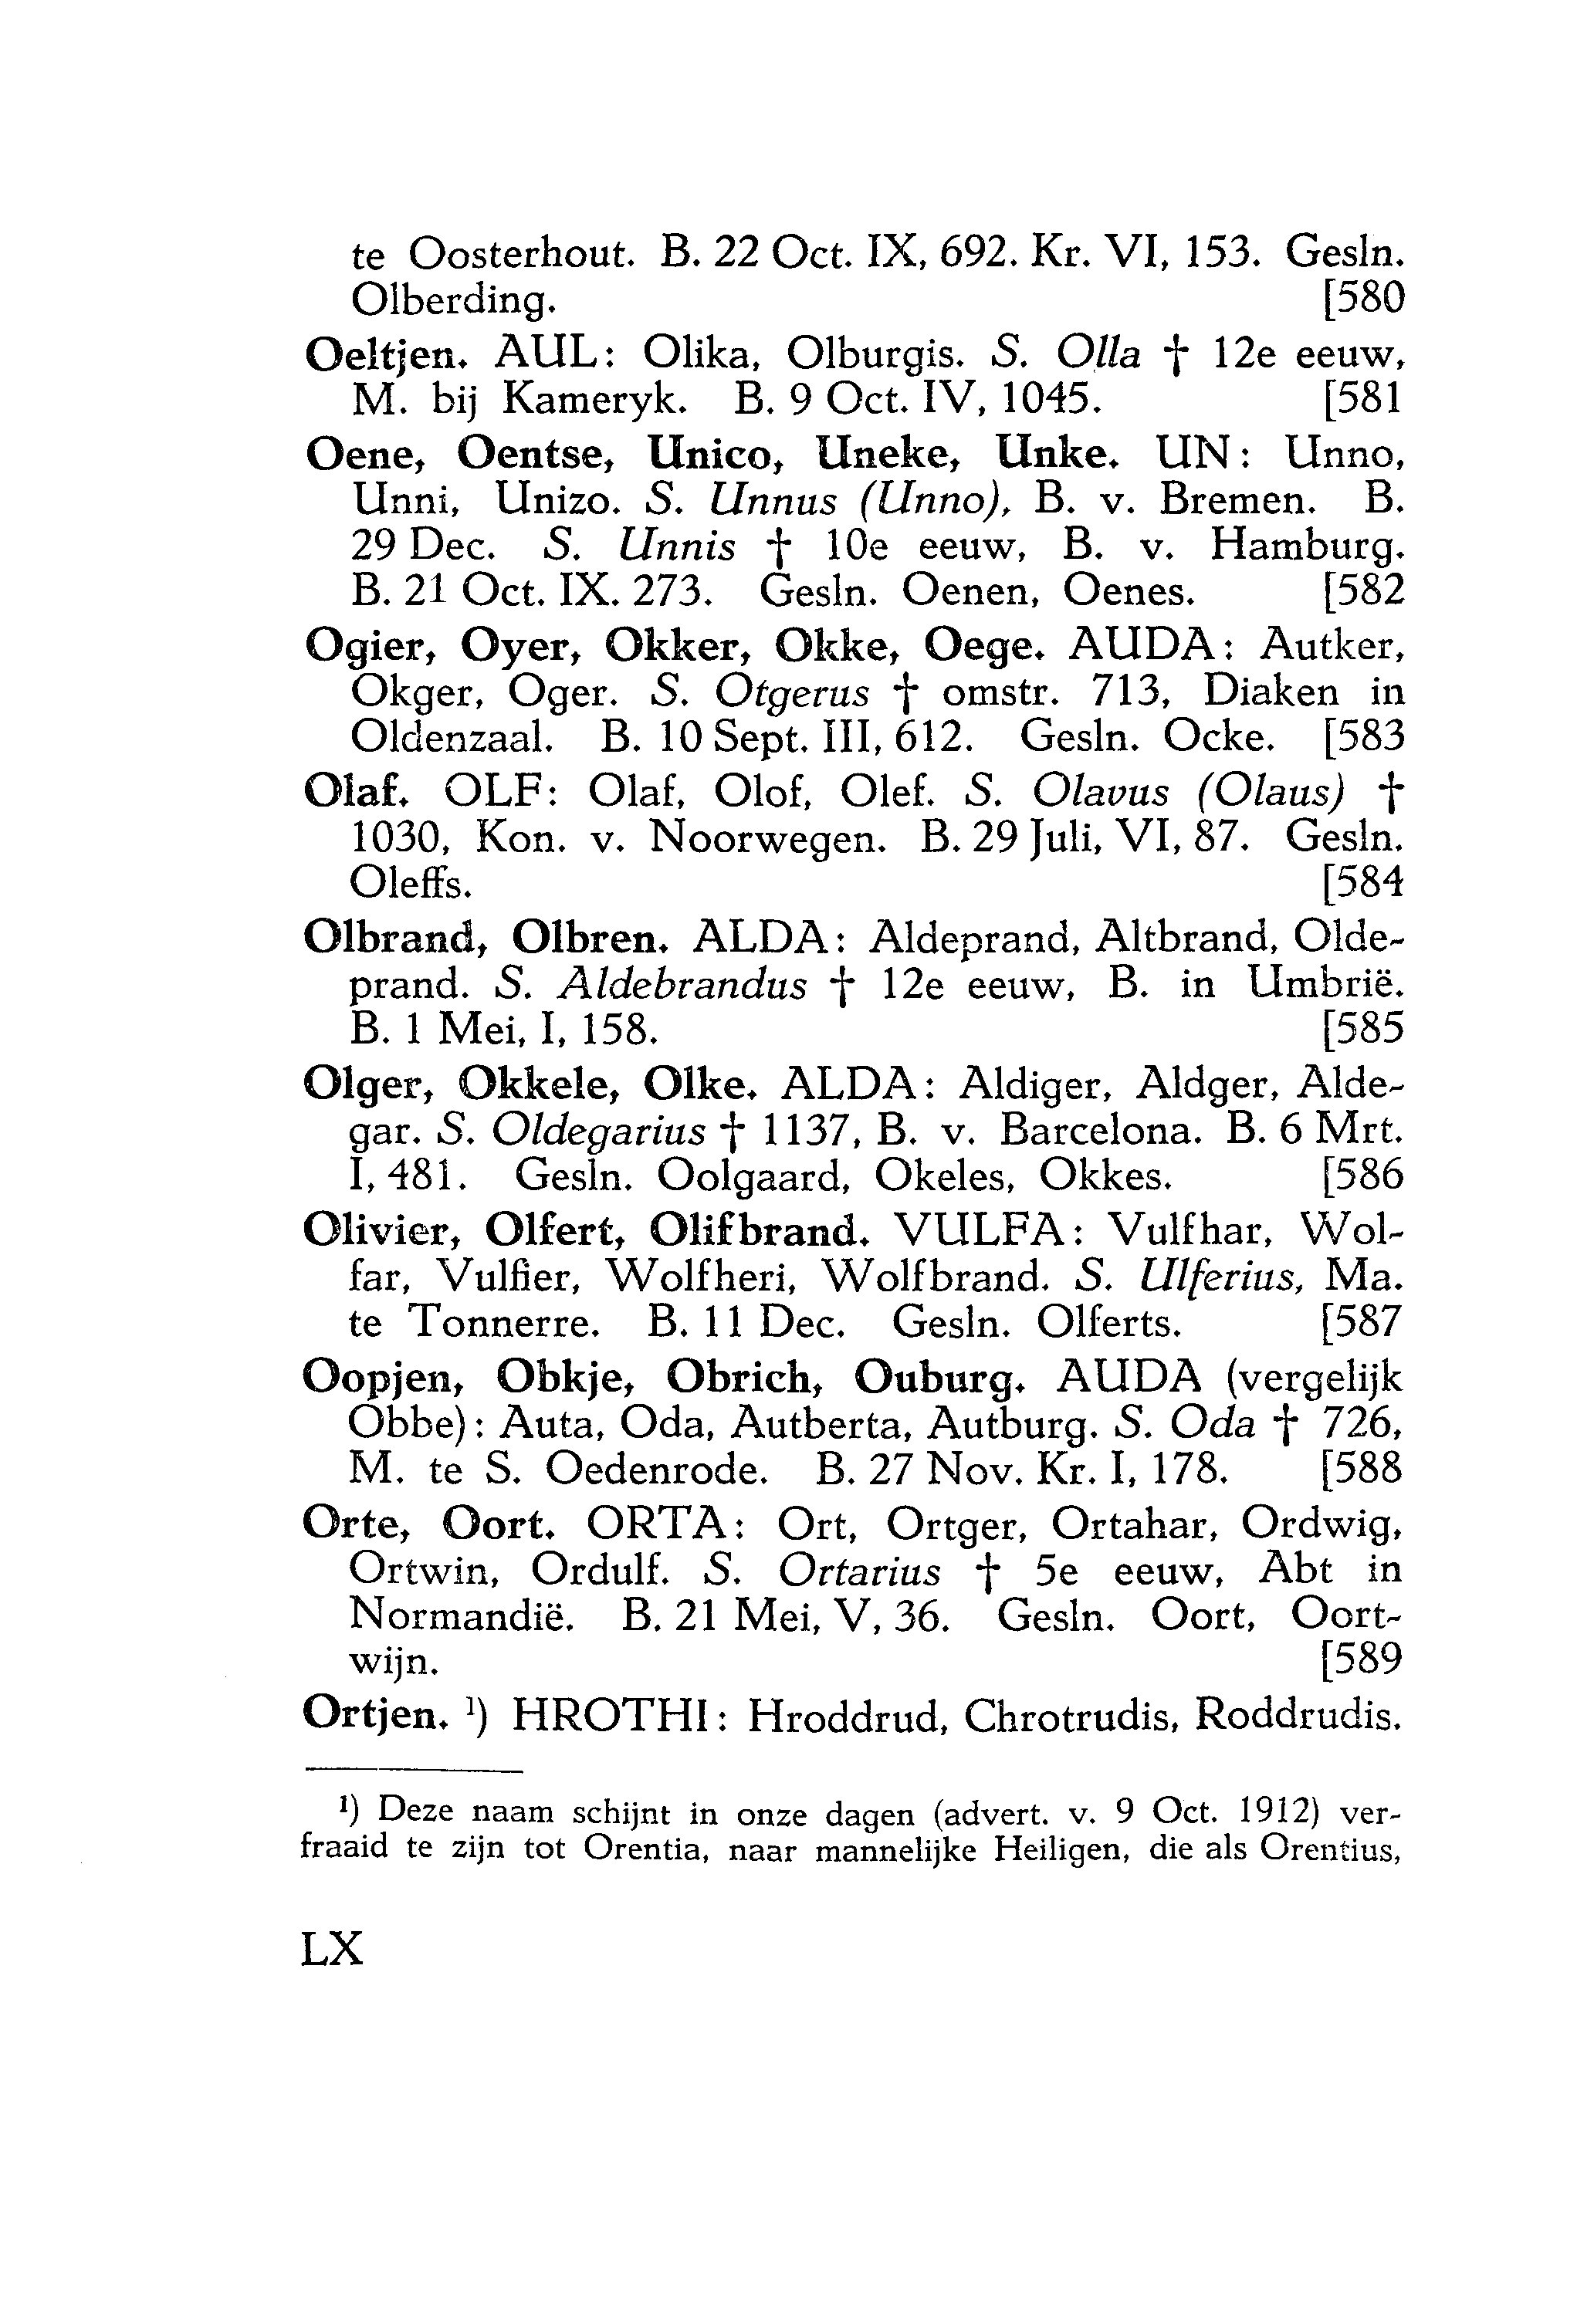 te Oosterhout. B. 22 Oct. IX, 692. Kr. VI, 153. Gesln.
Olberding. [580
Oeltjen. AUL: Olika, Olburgis. S. Olla † 12e eeuw,
M. bij Kameryk. B. 9 Oct. IV, 1045. [581
Oene, Oentse, Unico, Uneke, Unke. UN: Unno,
Unni, Unizo. S. Unnus (Unno), B. v. Bremen. B.
29 Dec. S. Unnis † 10e eeuw, B. v. Hamburg.
B. 21 Oct. IX. 273. Gesln. Oenen, Oenes. [582
Ogier, Oyer, Okker, Okke, Oege. AUDA: Autker,
Okger, Oger. S. Otgerus † omstr. 713, Diaken in
Oldenzaal. B. 10 Sept. III, 612. Gesln. Ocke. [583
Olaf. OLF: Olaf, Olof, Olef. S. Olavus (Olaus) †
1030, Kon. v. Noorwegen. B. 29 Juli, VI, 87. Gesln.
Oleffs. [584
Olbrand, Olbren. ALDA: Aldeprand, Altbrand, Olde-
prand. S. Aldebrandus † 12e eeuw, B. in Umbrië.
B. 1 Mei, I, 158. [585
Olger, Okkele, Olke. ALDA: Aldiger, Aldger, Alde-
gar. S. Oldegarius † 1137, B. v. Barcelona. B. 6 Mrt.
I, 481. Gesln. Oolgaard, Okeles, Okkes. [586
Olivier, Olfert, Olifbrand. VULFA: Vulfhar, Wol-
far, Vulfier, Wolfheri, Wolfbrand. S. Ulferius, Ma.
te Tonnerre. B. 11 Dec. Gesln. Olferts. [587
Oopjen, Obkje, Obrich, Ouburg. AUDA (vergelijk
Obbe): Auta, Oda, Autberta, Autburg. S. Oda † 726,
M. te S. Oedenrode. B. 27 Nov. Kr. I, 178. [588
Orte, Oort. ORTA: Ort, Ortger, Ortahar, Ordwig,
Ortwin, Ordulf. S. Ortarius † 5e eeuw, Abt in
Normandië. B. 21 Mei, V, 36. Gesln. Oort, Oort-
wijn. [589
Ortjen. ¹) HROTHI: Hroddrud, Chrotrudis, Roddrudis.
¹) Deze naam schijnt in onze dagen (advert. v. 9 Oct. 1912) ver-
fraaid te zijn tot Orentia, naar mannelijke Heiligen, die als Orentius,
LX